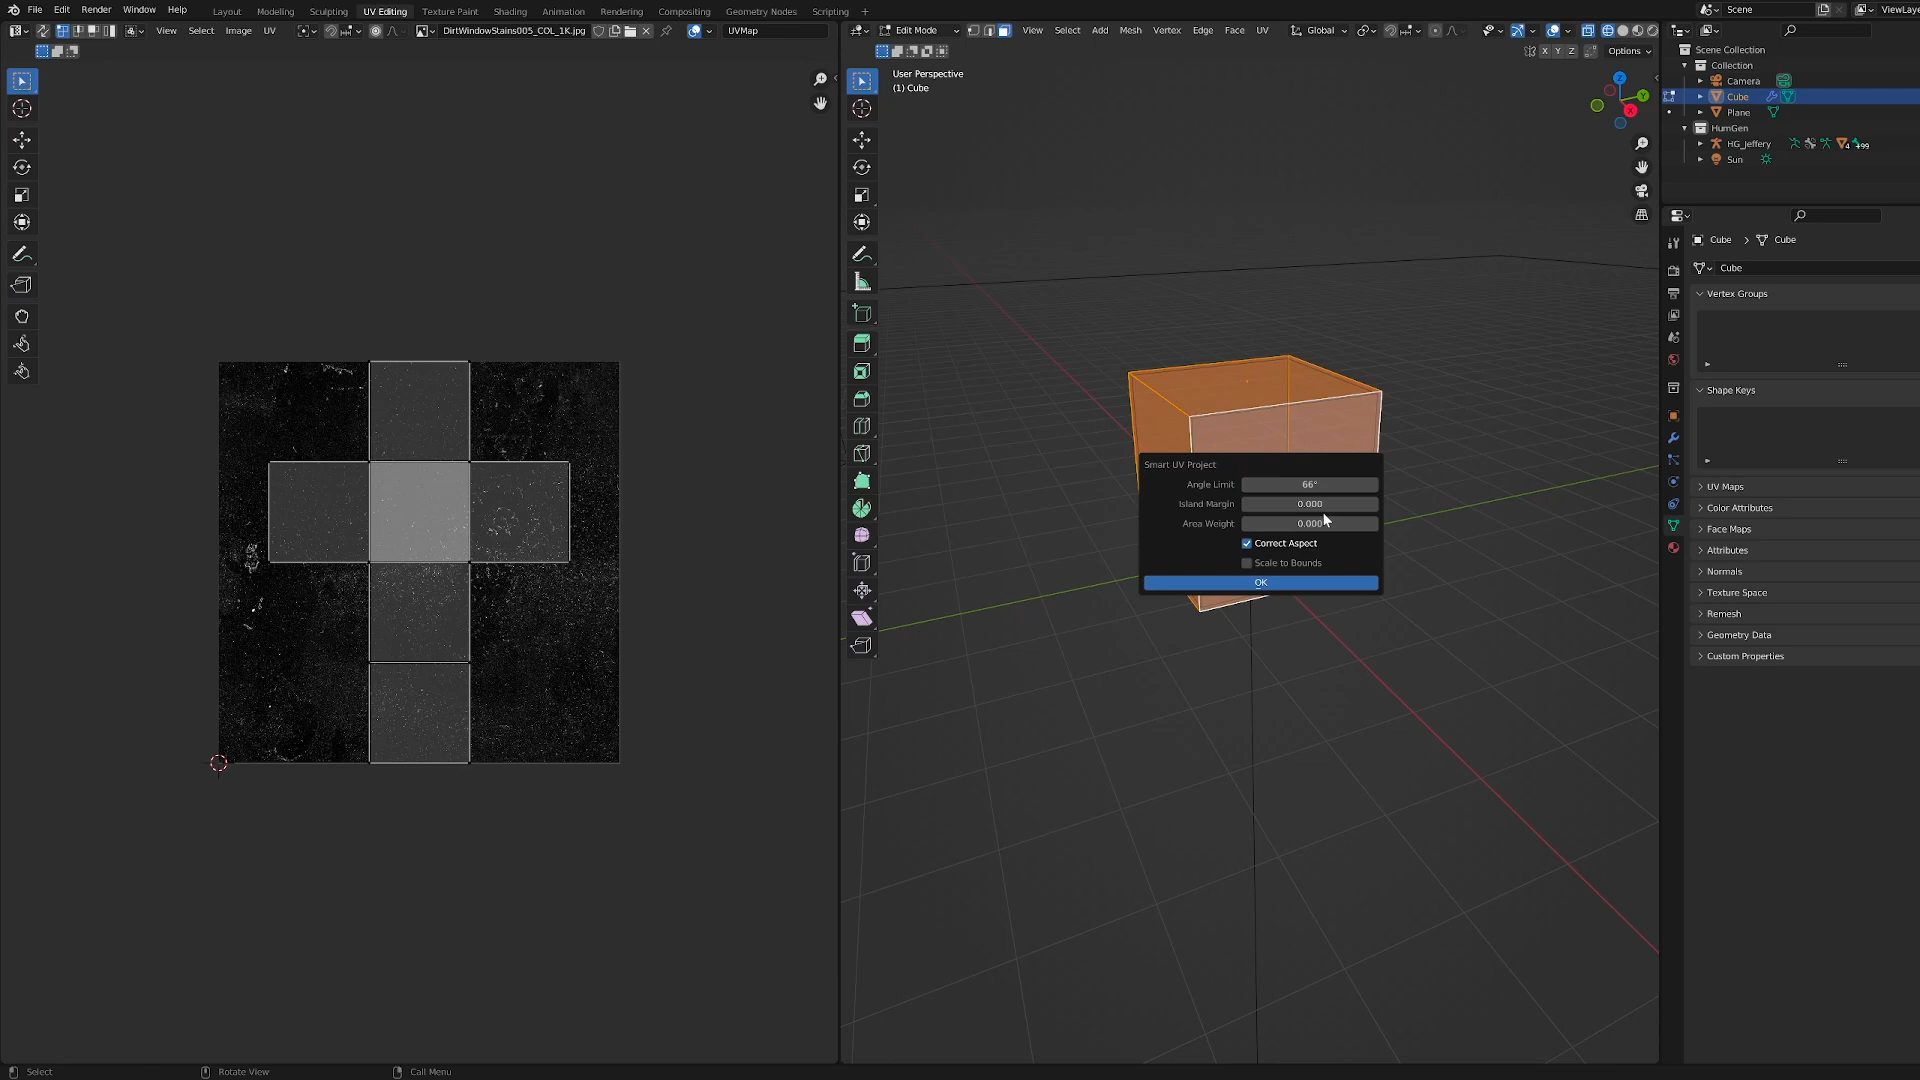 File Edit Render Window Help Layout Modeling Sculpting UV Editing Texture Paint Shading Animation Rendering Compositing Geometry Nodes Scripting + Scene ViewLaye
View Select Image UV DirtWindowStains005_COL_1K.jpg UVMap
Edit Mode View Select Add Mesh Vertex Edge Face UV Global
X Y Z Options
User Perspective
(1) Cube
Z
Y
X
Scene Collection
Collection
Camera
Cube
Plane
HumGen
HG_Jeffery 4 99
Sun
Cube > Cube
Cube
Vertex Groups
Shape Keys
UV Maps
Color Attributes
Face Maps
Attributes
Normals
Texture Space
Remesh
Geometry Data
Custom Properties
Smart UV Project
Angle Limit 66°
Island Margin 0.000
Area Weight 0.000
Correct Aspect
Scale to Bounds
OK
Select Rotate View Call Menu